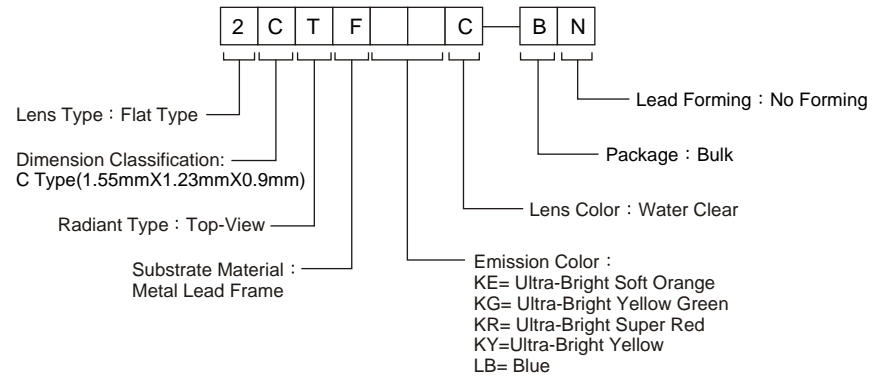 2 C T F C B N
Lead Forming：No Forming
Lens Type：Flat Type
Dimension Classification:
C Type(1.55mmX1.23mmX0.9mm)
Package：Bulk
Lens Color：Water Clear
Radiant Type：Top-View
Substrate Material：
Metal Lead Frame
Emission Color：
KE= Ultra-Bright Soft Orange
KG= Ultra-Bright Yellow Green
KR= Ultra-Bright Super Red
KY=Ultra-Bright Yellow
LB= Blue